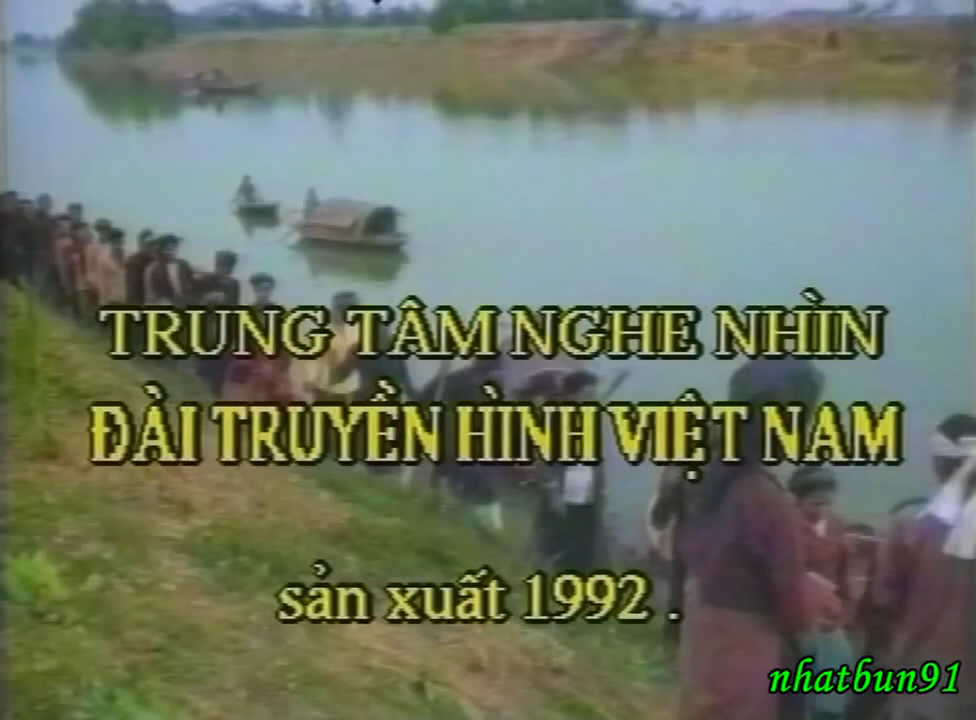 TRUNG TÂM NGHE NHÌN
ĐÀI TRUYỀN HÌNH VIỆT NAM
sản xuất 1992 .
nhatbun91